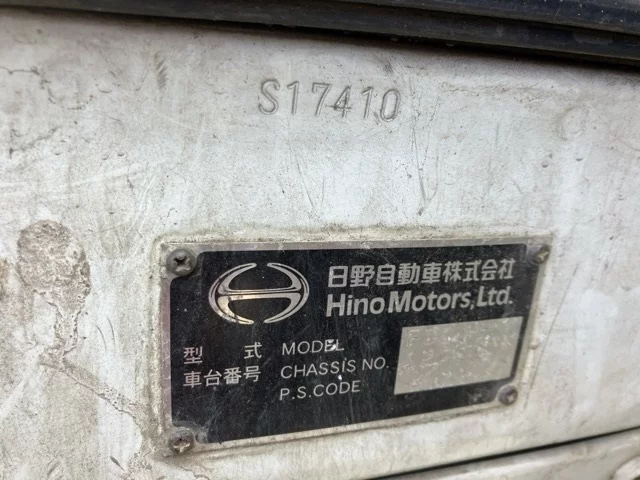 S17410
日野自動車株式会社
Hino Motors, Ltd.
型 式 MODEL
車台番号 CHASSIS NO.
P.S.CODE